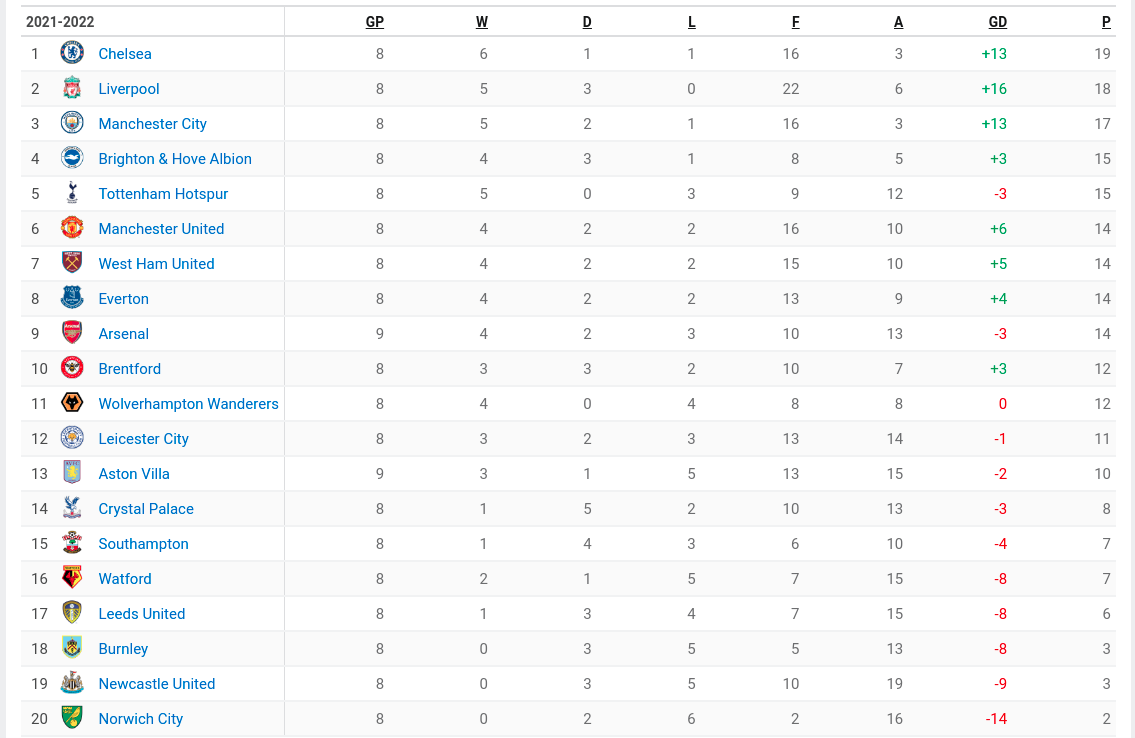 2021-2022 GP W D L F A GD P
1 Chelsea 8 6 1 1 16 3 +13 19
2 Liverpool 8 5 3 0 22 6 +16 18
3 Manchester City 8 5 2 1 16 3 +13 17
4 Brighton & Hove Albion 8 4 3 1 8 5 +3 15
5 Tottenham Hotspur 8 5 0 3 9 12 -3 15
6 Manchester United 8 4 2 2 16 10 +6 14
7 West Ham United 8 4 2 2 15 10 +5 14
8 Everton 8 4 2 2 13 9 +4 14
9 Arsenal 9 4 2 3 10 13 -3 14
10 Brentford 8 3 3 2 10 7 +3 12
11 Wolverhampton Wanderers 8 4 0 4 8 8 0 12
12 Leicester City 8 3 2 3 13 14 -1 11
13 Aston Villa 9 3 1 5 13 15 -2 10
14 Crystal Palace 8 1 5 2 10 13 -3 8
15 Southampton 8 1 4 3 6 10 -4 7
16 Watford 8 2 1 5 7 15 -8 7
17 Leeds United 8 1 3 4 7 15 -8 6
18 Burnley 8 0 3 5 5 13 -8 3
19 Newcastle United 8 0 3 5 10 19 -9 3
20 Norwich City 8 0 2 6 2 16 -14 2